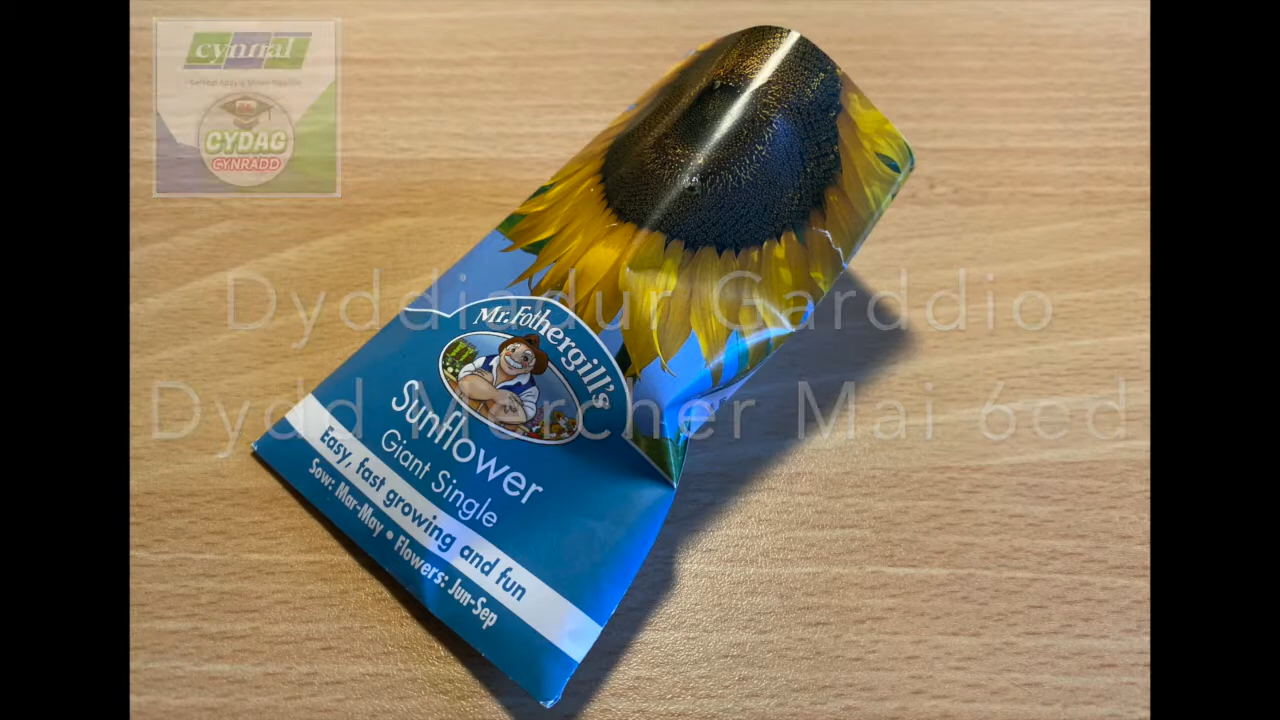 cynnal
CYDAG
CYNRADD
Dyddiadur Garddio
Dydd Mercher Mai 6ed
Mr. Fothergill's
Sunflower
Giant Single
Easy, fast growing and fun
Sow: Mar-May • Flowers: Jun-Sep